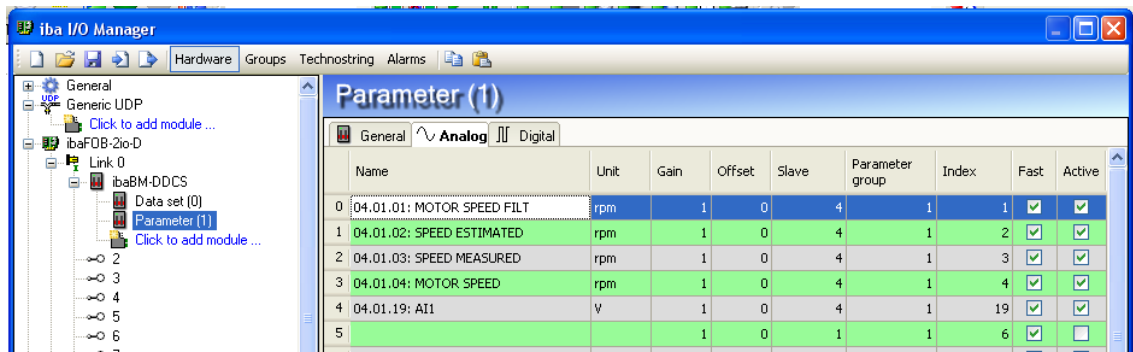 iba I/O Manager
Hardware Groups Technostring Alarms
General
Generic UDP
Click to add module ...
ibaFOB-2io-D
Link 0
ibaBM-DDCS
Data set (0)
Parameter (1)
Click to add module ...
2
3
4
5
6
Parameter (1)
General Analog Digital
Name Unit Gain Offset Slave Parameter group Index Fast Active
0 04.01.01: MOTOR SPEED FILT rpm 1 0 4 1 1
1 04.01.02: SPEED ESTIMATED rpm 1 0 4 1 2
2 04.01.03: SPEED MEASURED rpm 1 0 4 1 3
3 04.01.04: MOTOR SPEED rpm 1 0 4 1 4
4 04.01.19: AI1 V 1 0 4 1 19
5 1 0 1 1 6